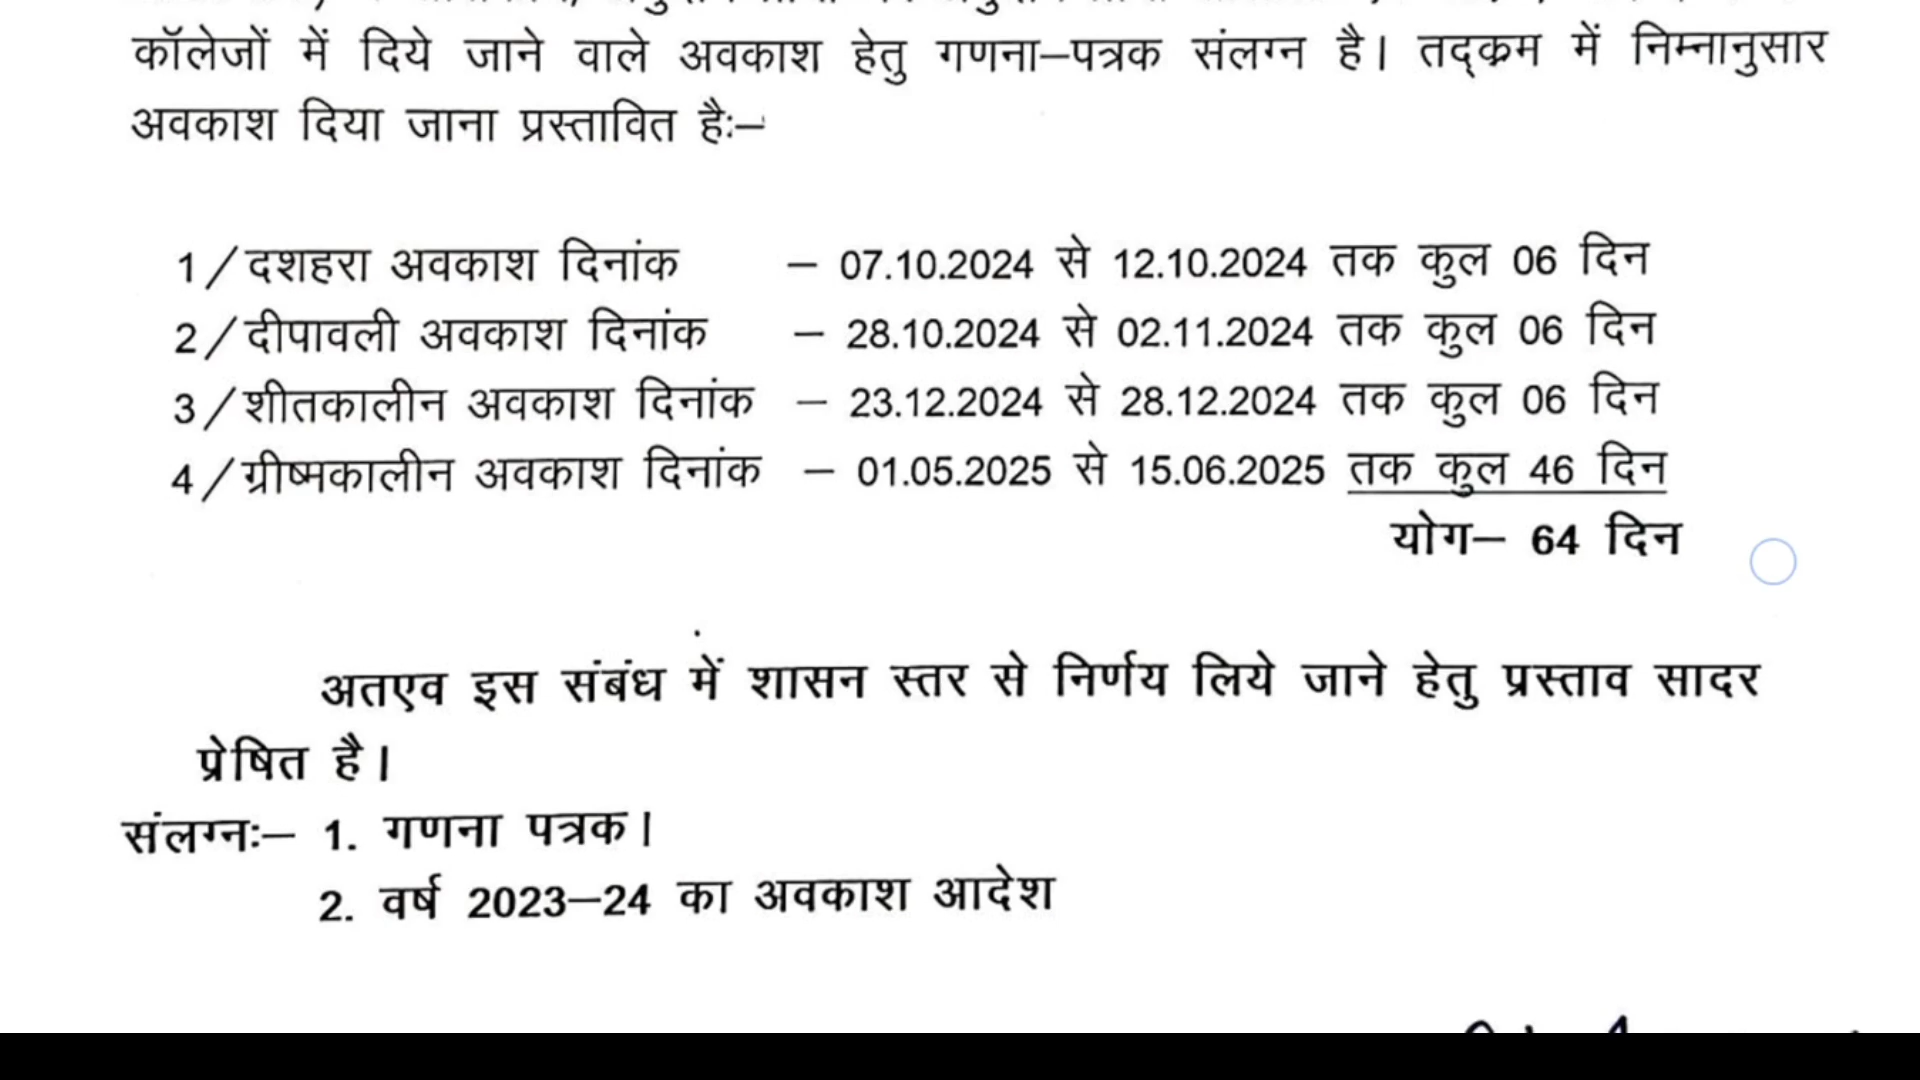 कॉलेजों में दिये जाने वाले अवकाश हेतु गणना–पत्रक संलग्न है। तद्क्रम में निम्नानुसार
अवकाश दिया जाना प्रस्तावित हैः–
1/दशहरा अवकाश दिनांक – 07.10.2024 से 12.10.2024 तक कुल 06 दिन
2/दीपावली अवकाश दिनांक – 28.10.2024 से 02.11.2024 तक कुल 06 दिन
3/शीतकालीन अवकाश दिनांक – 23.12.2024 से 28.12.2024 तक कुल 06 दिन
4/ग्रीष्मकालीन अवकाश दिनांक – 01.05.2025 से 15.06.2025 तक कुल 46 दिन
योग– 64 दिन
अतएव इस संबंध में शासन स्तर से निर्णय लिये जाने हेतु प्रस्ताव सादर
प्रेषित है।
संलग्नः– 1. गणना पत्रक।
2. वर्ष 2023–24 का अवकाश आदेश